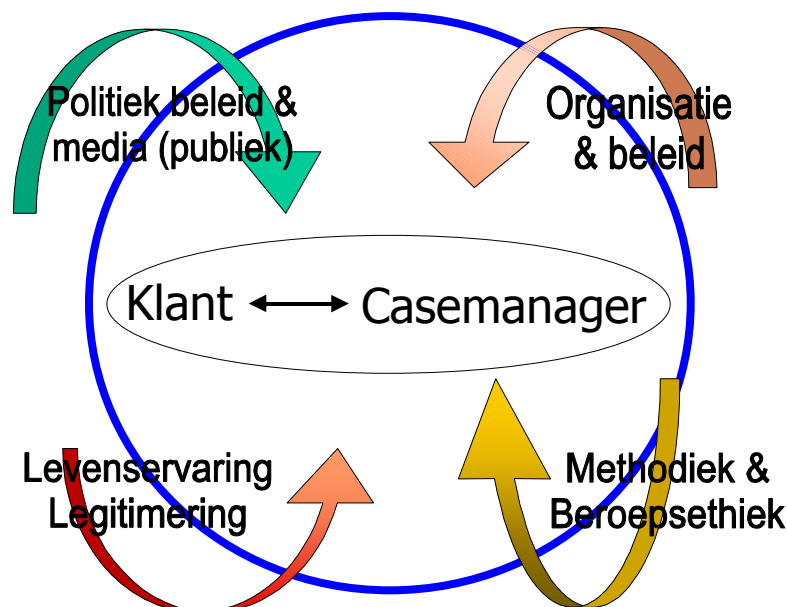 Politiek beleid &
media (publiek)
Organisatie
& beleid
Klant
Casemanager
Levenservaring
Legitimering
Methodiek &
Beroepsethiek